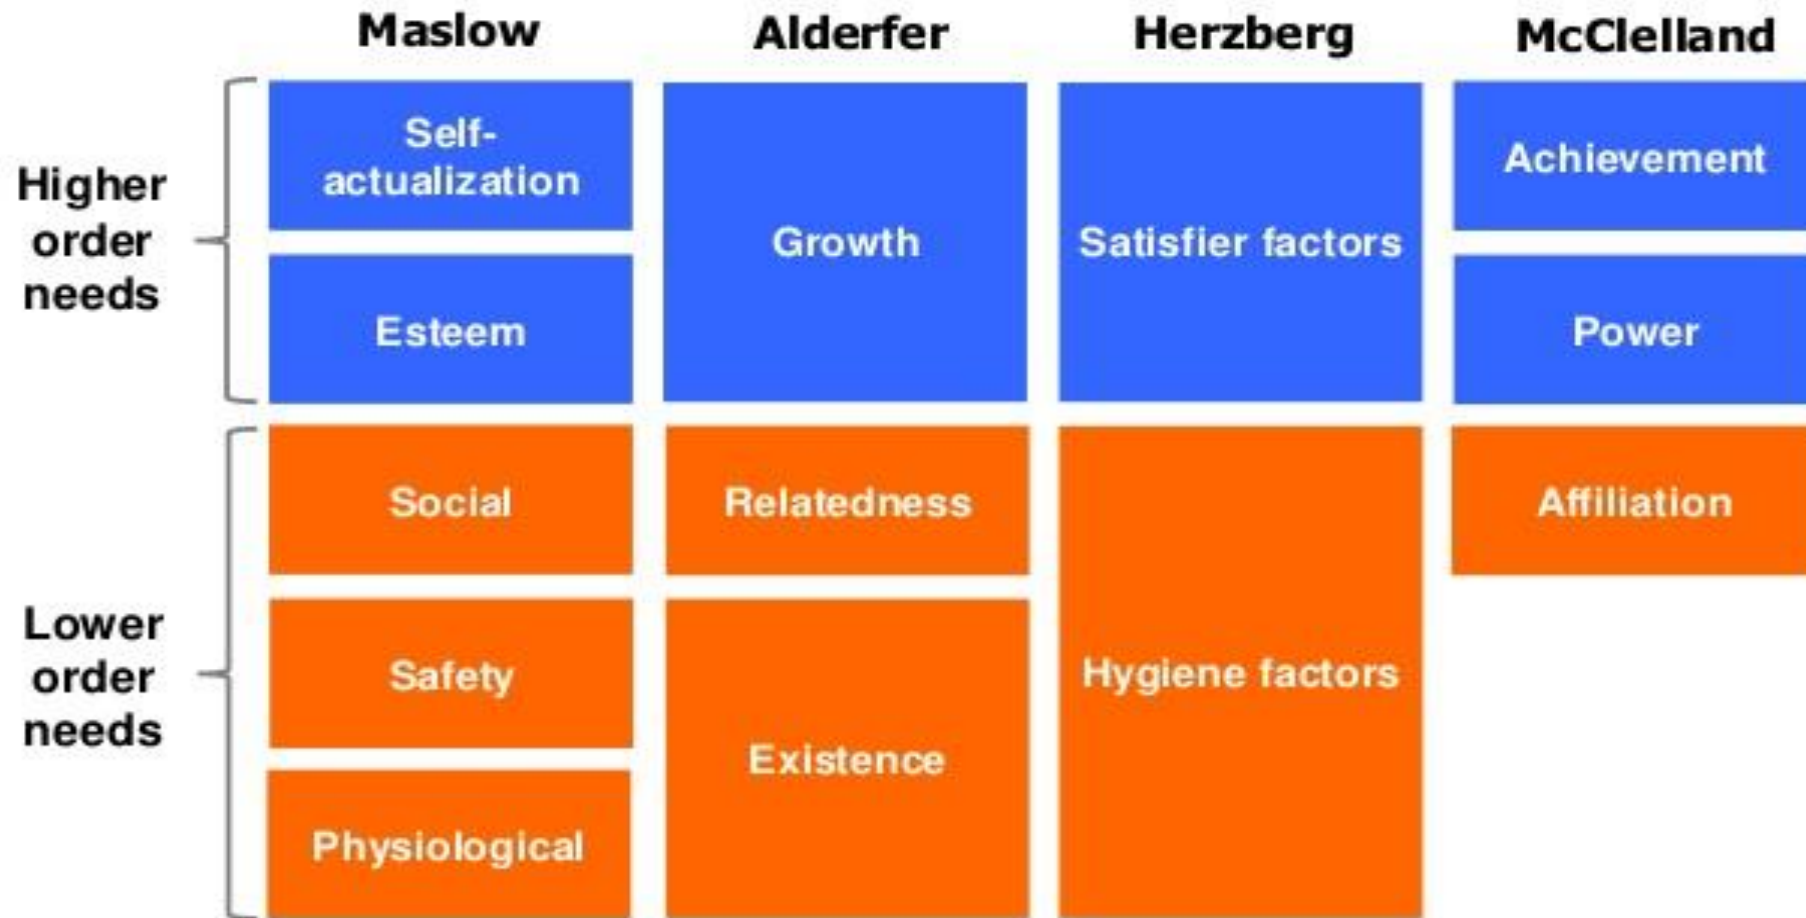 Maslow Alderfer Herzberg McClelland
Higher
order
needs
Self-
actualization
Growth
Satisfier factors
Achievement
Esteem
Power
Lower
order
needs
Social
Relatedness
Affiliation
Safety
Hygiene factors
Existence
Physiological